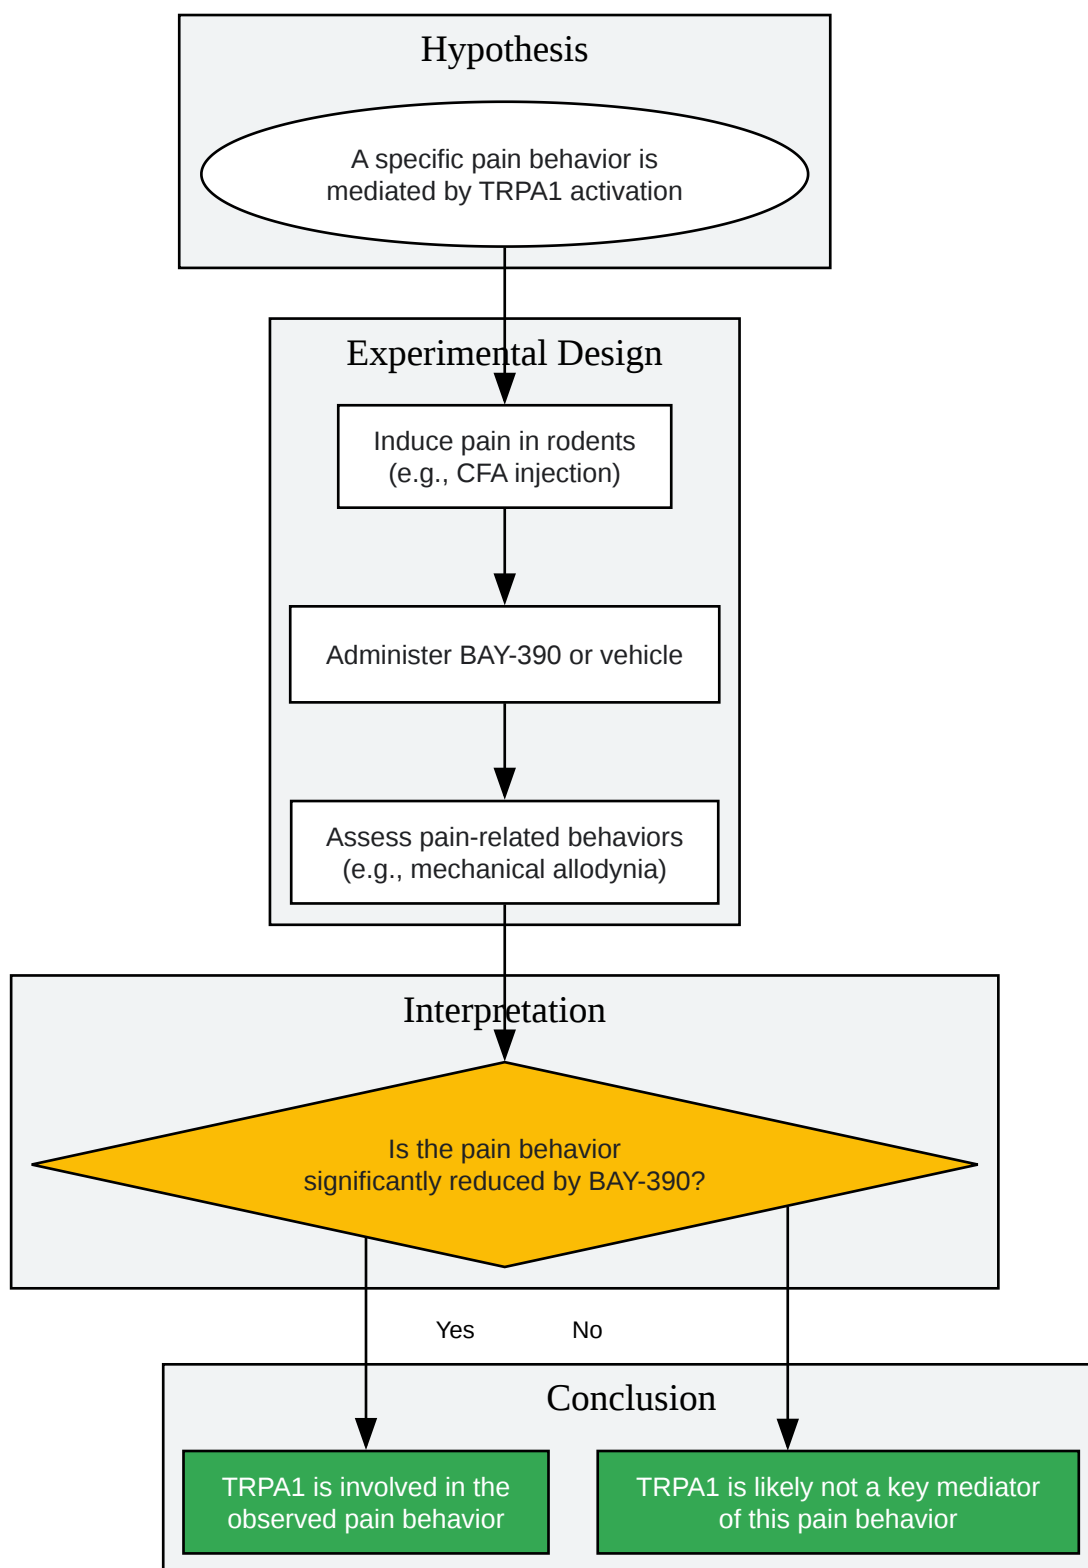 Hypothesis
A specific pain behavior is
mediated by TRPA1 activation
Experimental Design
Induce pain in rodents
(e.g., CFA injection)
Administer BAY-390 or vehicle
Assess pain-related behaviors
(e.g., mechanical allodynia)
Interpretation
Is the pain behavior
significantly reduced by BAY-390?
Yes
No
Conclusion
TRPA1 is involved in the
observed pain behavior
TRPA1 is likely not a key mediator
of this pain behavior